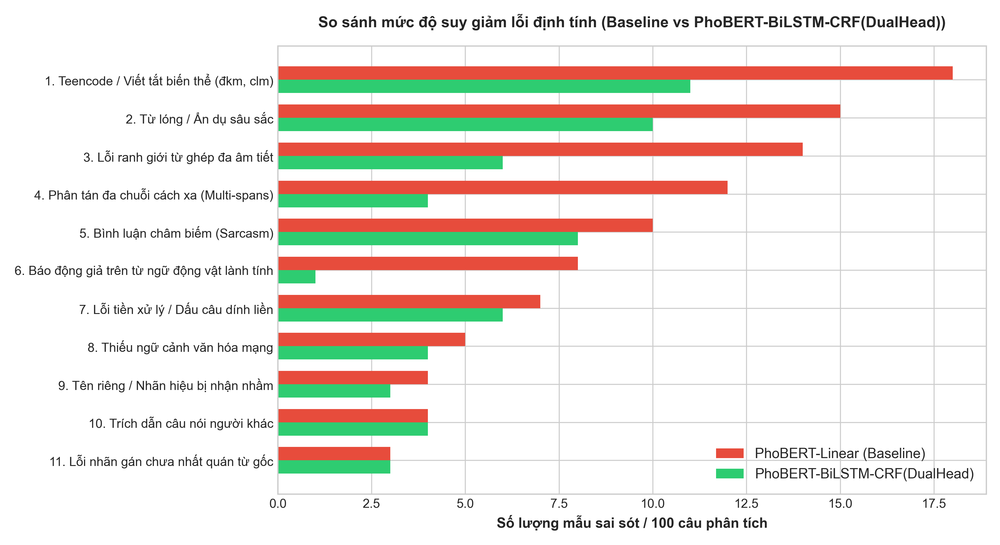 So sánh mức độ suy giảm lỗi định tính (Baseline vs PhoBERT-BiLSTM-CRF(DualHead))
1. Teencode / Viết tắt biến thể (đkm, clm)
2. Từ lóng / Ẩn dụ sâu sắc
3. Lỗi ranh giới từ ghép đa âm tiết
4. Phân tán đa chuỗi cách xa (Multi-spans)
5. Bình luận châm biếm (Sarcasm)
6. Báo động giả trên từ ngữ động vật lành tính
7. Lỗi tiền xử lý / Dấu câu dính liền
8. Thiếu ngữ cảnh văn hóa mạng
9. Tên riêng / Nhãn hiệu bị nhận nhầm
10. Trích dẫn câu nói người khác
11. Lỗi nhãn gán chưa nhất quán từ gốc
PhoBERT-Linear (Baseline)
PhoBERT-BiLSTM-CRF(DualHead)
0.0 2.5 5.0 7.5 10.0 12.5 15.0 17.5
Số lượng mẫu sai sót / 100 câu phân tích